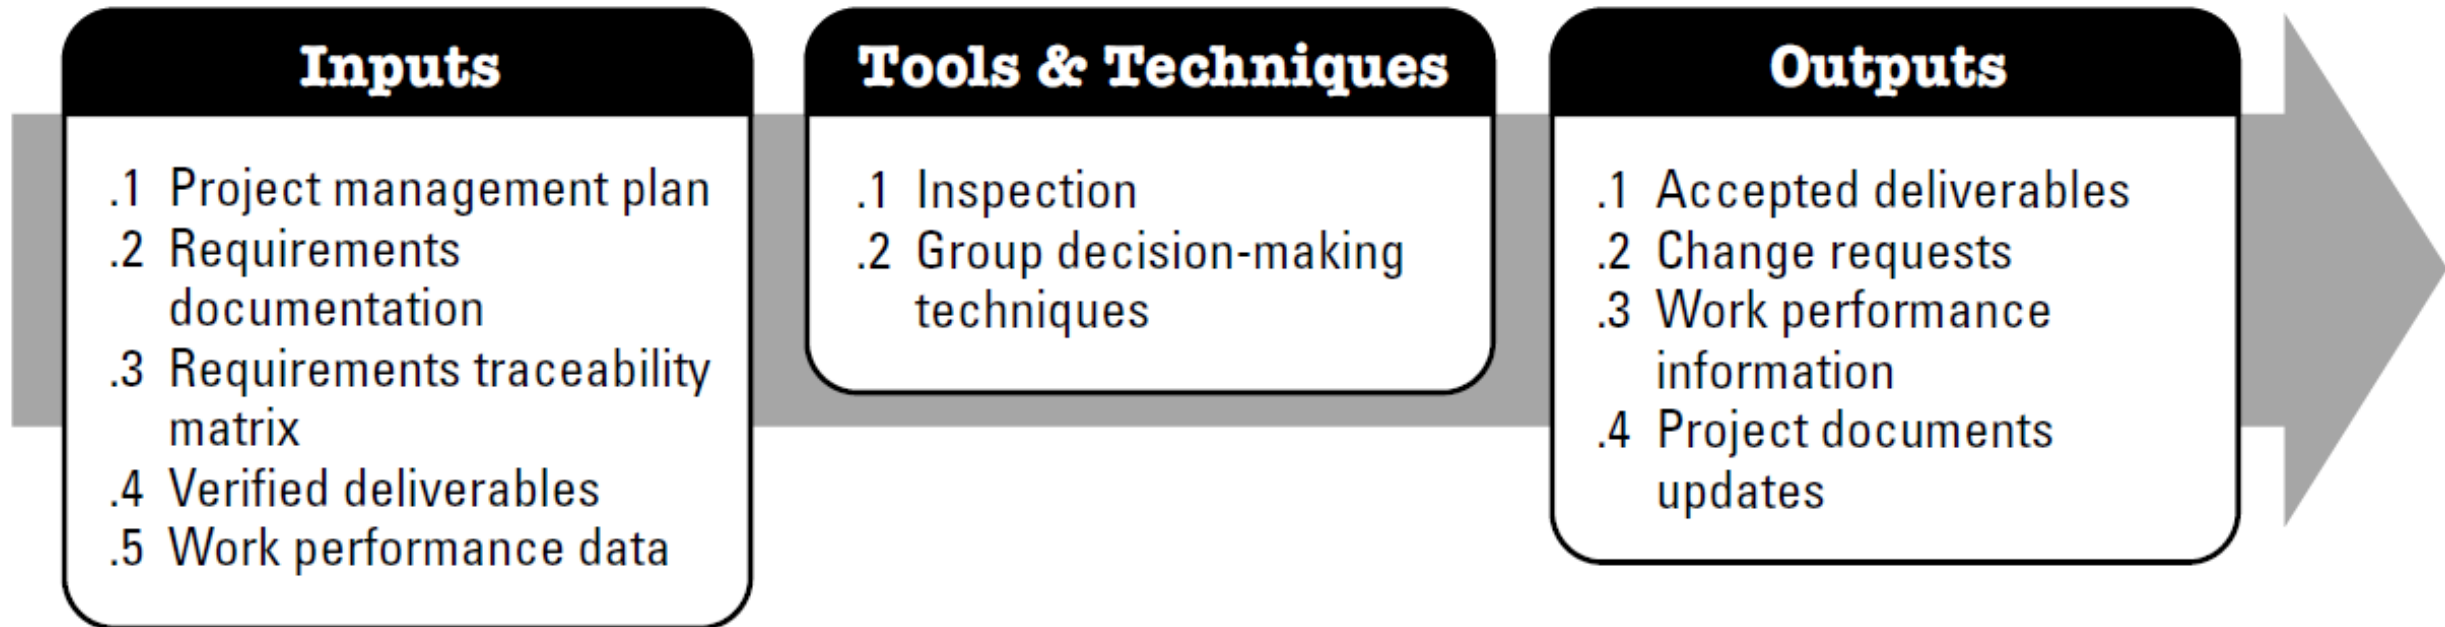 Inputs
.1 Project management plan
.2 Requirements
documentation
.3 Requirements traceability
matrix
.4 Verified deliverables
.5 Work performance data
Tools & Techniques
.1 Inspection
.2 Group decision-making
techniques
Outputs
.1 Accepted deliverables
.2 Change requests
.3 Work performance
information
.4 Project documents
updates